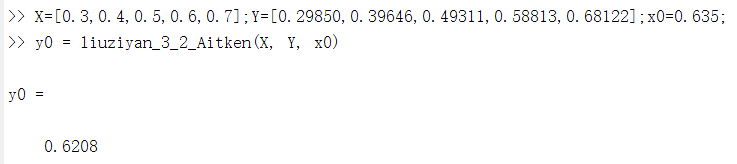 >> X=[0.3,0.4,0.5,0.6,0.7];Y=[0.29850,0.39646,0.49311,0.58813,0.68122];x0=0.635;
>> y0 = liuziyan_3_2_Aitken(X, Y, x0)
y0 =
0.6208